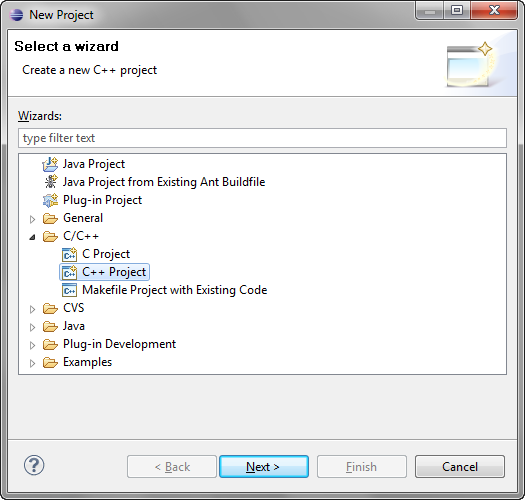 New Project
Select a wizard
Create a new C++ project
Wizards:
type filter text
Java Project
Java Project from Existing Ant Buildfile
Plug-in Project
General
C/C++
C Project
C++ Project
Makefile Project with Existing Code
CVS
Java
Plug-in Development
Examples
? < Back Next > Finish Cancel